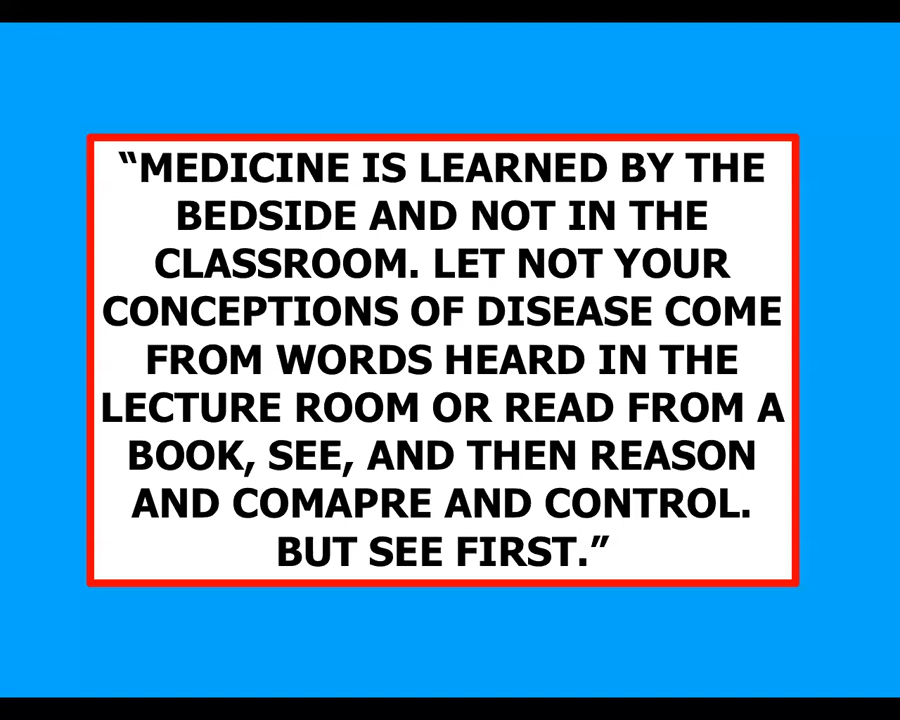 “MEDICINE IS LEARNED BY THE
BEDSIDE AND NOT IN THE
CLASSROOM. LET NOT YOUR
CONCEPTIONS OF DISEASE COME
FROM WORDS HEARD IN THE
LECTURE ROOM OR READ FROM A
BOOK, SEE, AND THEN REASON
AND COMAPRE AND CONTROL.
BUT SEE FIRST.”